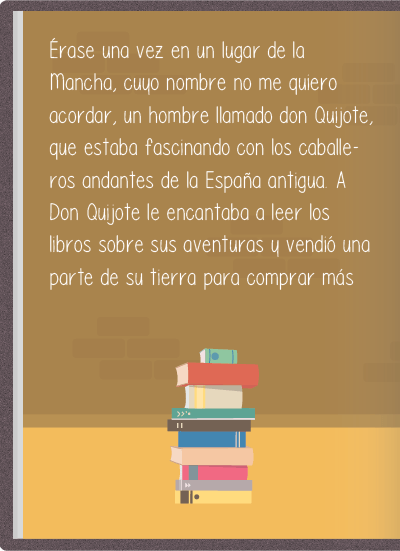 Érase una vez en un lugar de la
Mancha, cuyo nombre no me quiero
acordar, un hombre llamado don Quijote,
que estaba fascinando con los caballe-
ros andantes de la España antigua. A
Don Quijote le encantaba a leer los
libros sobre sus aventuras y vendió una
parte de su tierra para comprar más